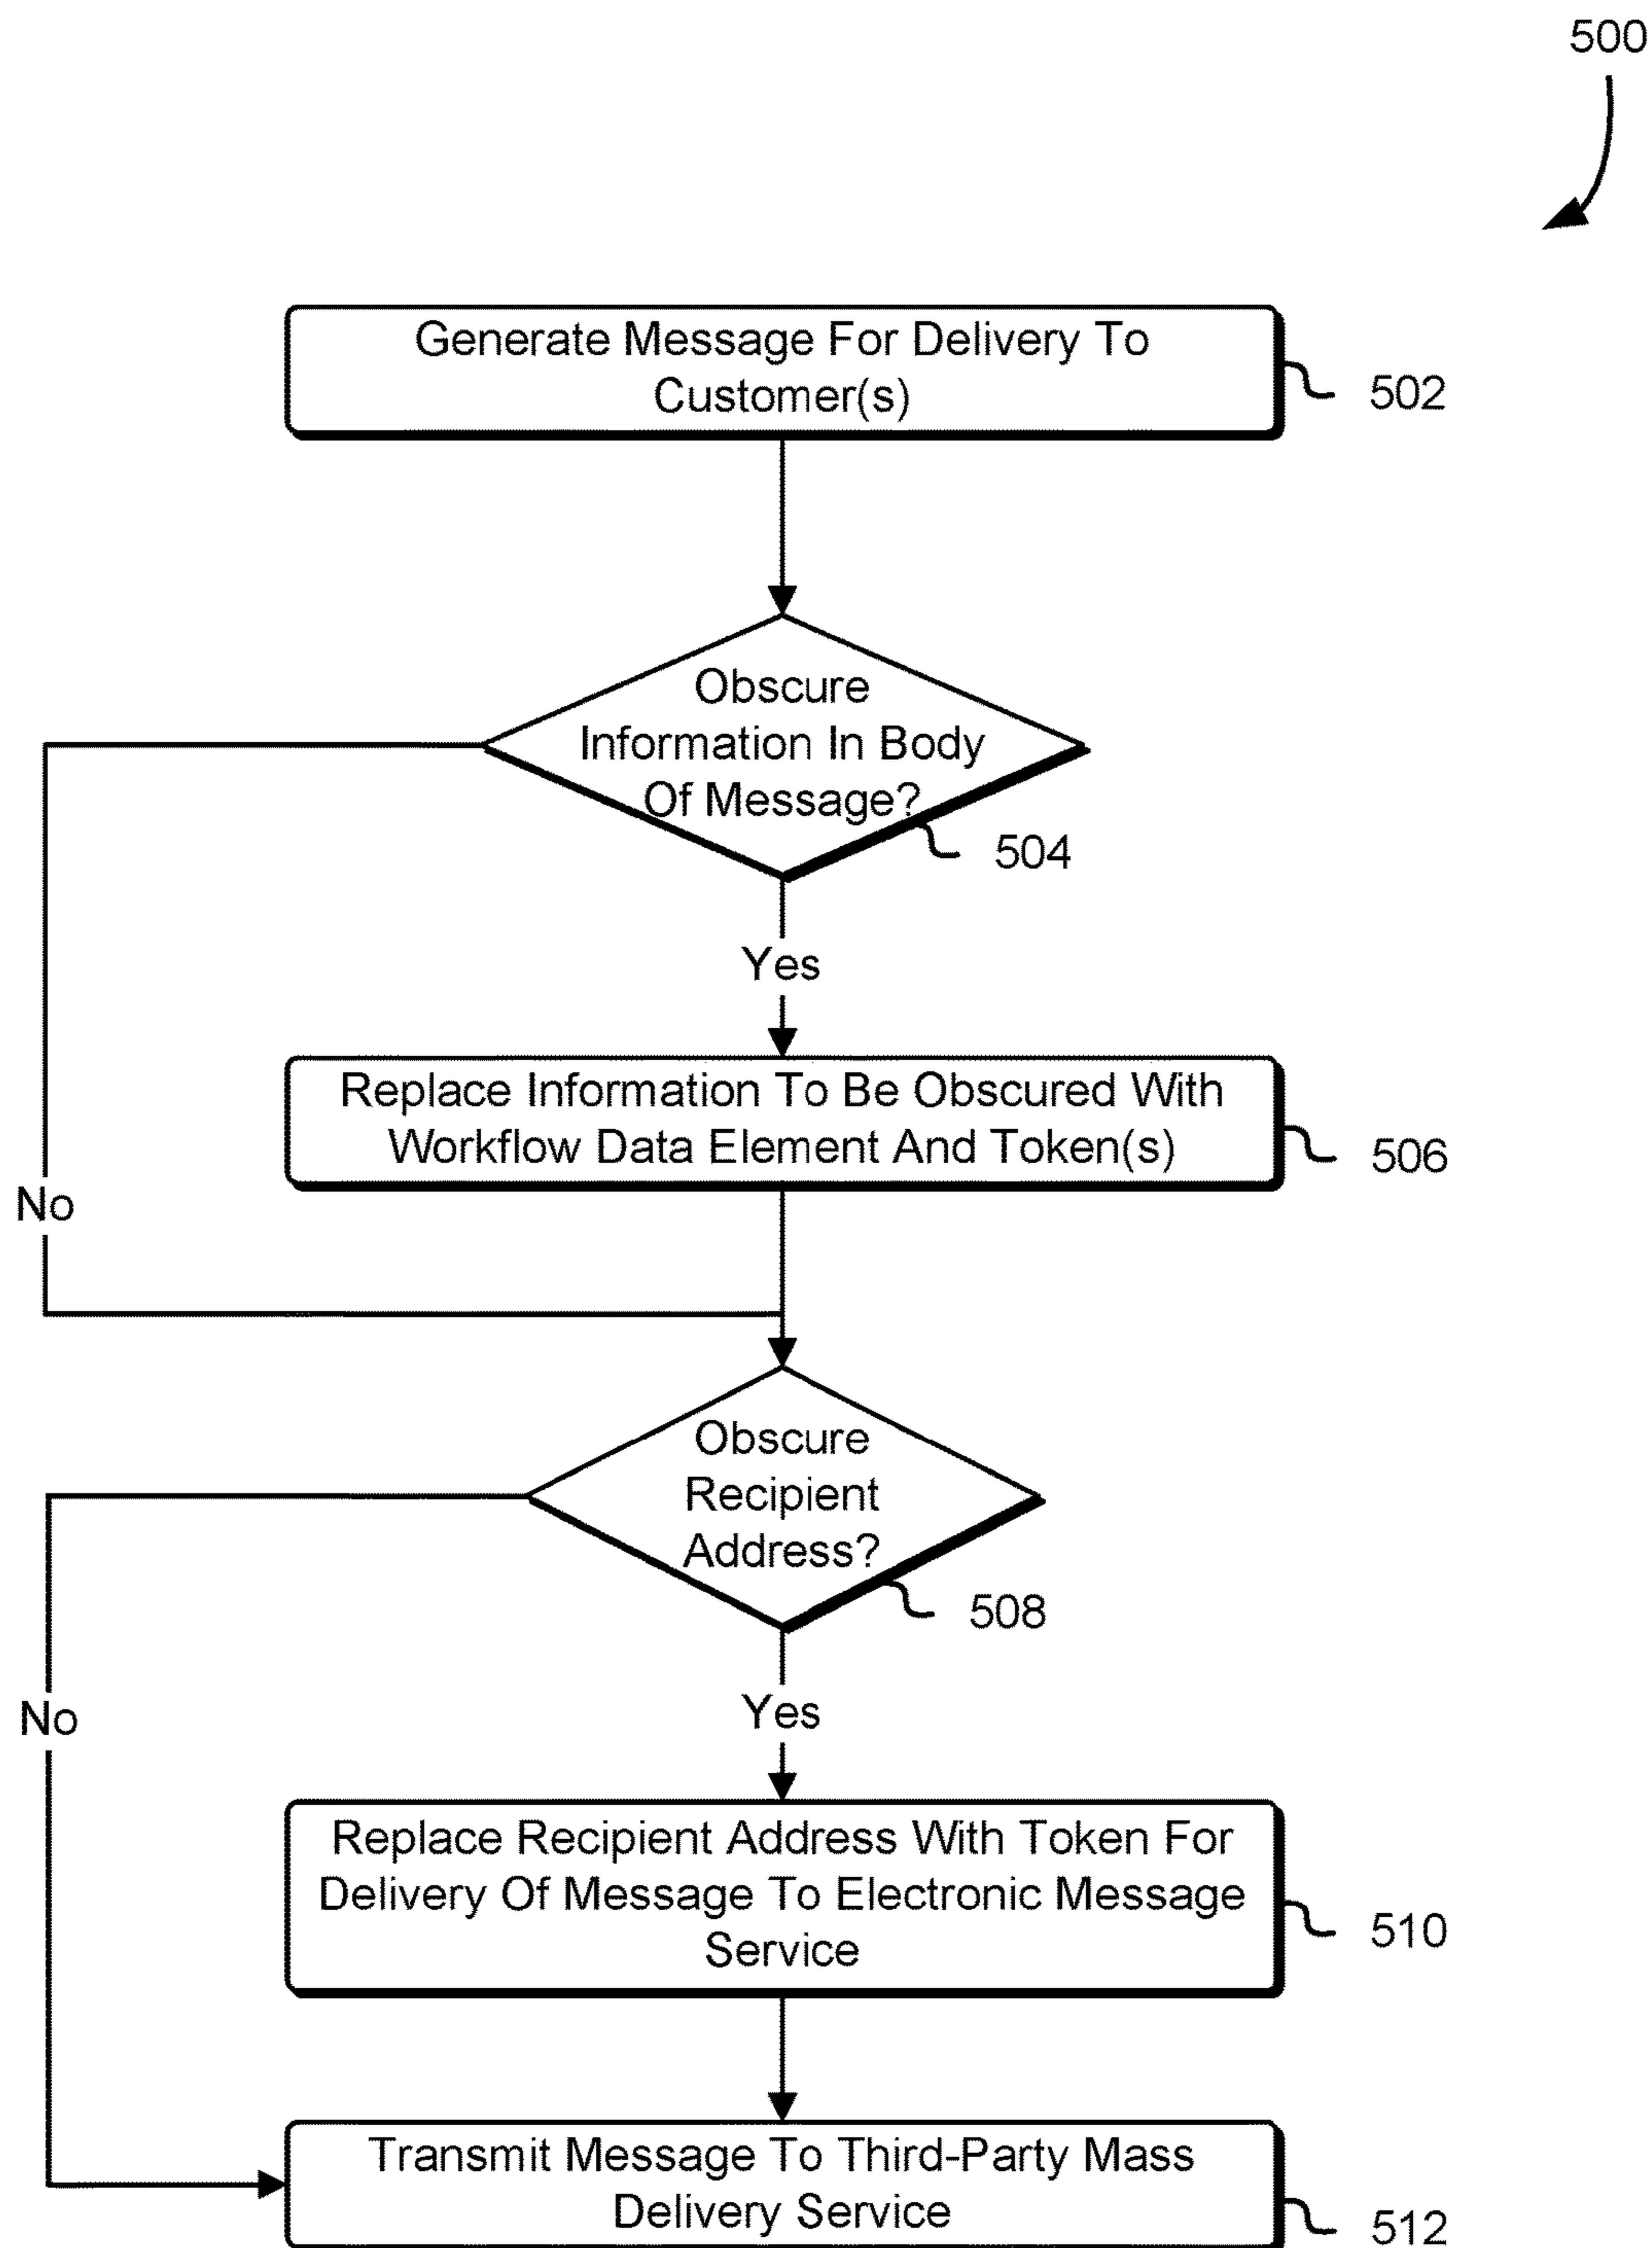 500
Generate Message For Delivery To
Customer(s)
502
Obscure
Information In Body
Of Message?
504
Yes
Replace Information To Be Obscured With
Workflow Data Element And Token(s)
506
No
Obscure
Recipient
Address?
508
Yes
No
Replace Recipient Address With Token For
Delivery Of Message To Electronic Message
Service
510
Transmit Message To Third-Party Mass
Delivery Service
512